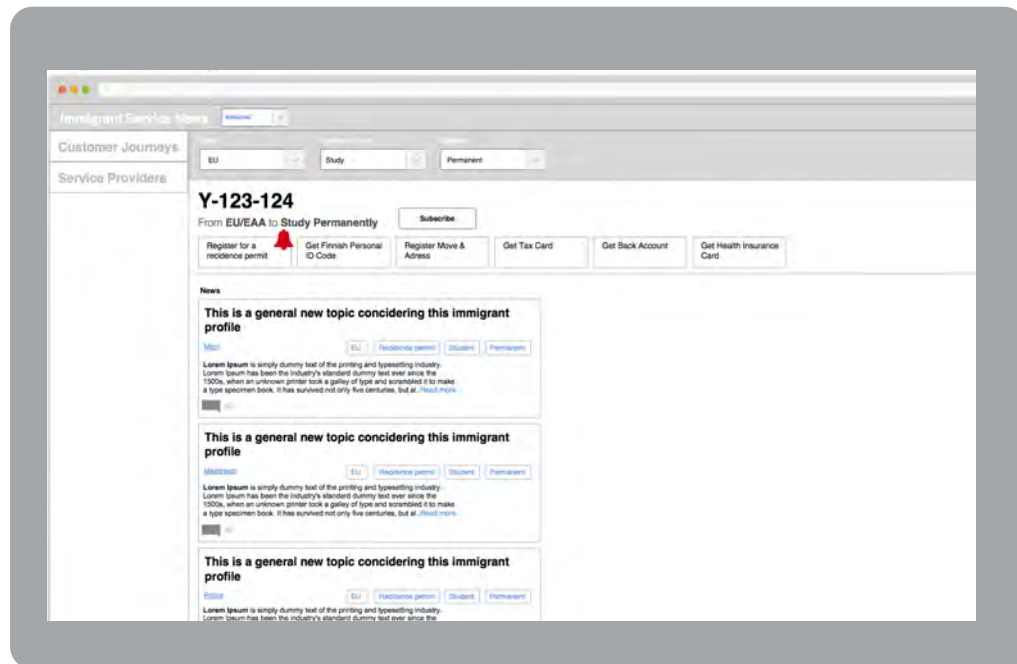 Immigrant Service News
Customer Journeys
Service Providers
EU
Study
Permanent
Y-123-124
From EU/EAA to Study Permanently
Subscribe
Register for a
residence permit
Get Finnish Personal
ID Code
Register Move &
Adress
Get Tax Card
Get Back Account
Get Health Insurance
Card
News
This is a general new topic concidering this immigrant
profile
Migri
EU
Residence permit
Student
Permanent
Lorem Ipsum is simply dummy text of the printing and typesetting industry.
Lorem Ipsum has been the industry's standard dummy text ever since the
1500s, when an unknown printer took a galley of type and scrambled it to make
a type specimen book. It has survived not only five centuries, but al..Read more...
This is a general new topic concidering this immigrant
profile
Maistraatti
EU
Residence permit
Student
Permanent
Lorem Ipsum is simply dummy text of the printing and typesetting industry.
Lorem Ipsum has been the industry's standard dummy text ever since the
1500s, when an unknown printer took a galley of type and scrambled it to make
a type specimen book. It has survived not only five centuries, but al..Read more...
This is a general new topic concidering this immigrant
profile
Police
EU
Residence permit
Student
Permanent
Lorem Ipsum is simply dummy text of the printing and typesetting industry.
Lorem Ipsum has been the industry's standard dummy text ever since the